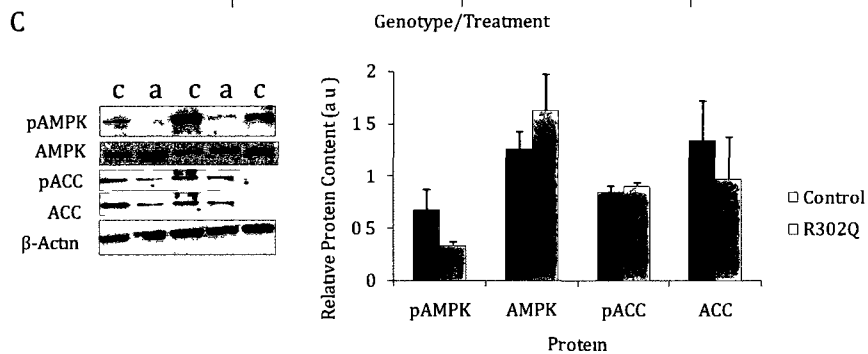 C
Genotype/Treatment
c a c a c
pAMPK
AMPK
pACC
ACC
β-Actin
Relative Protein Content (a u)
2
1 5
1
0 5
0
pAMPK AMPK pACC ACC
Protein
Control
R302Q